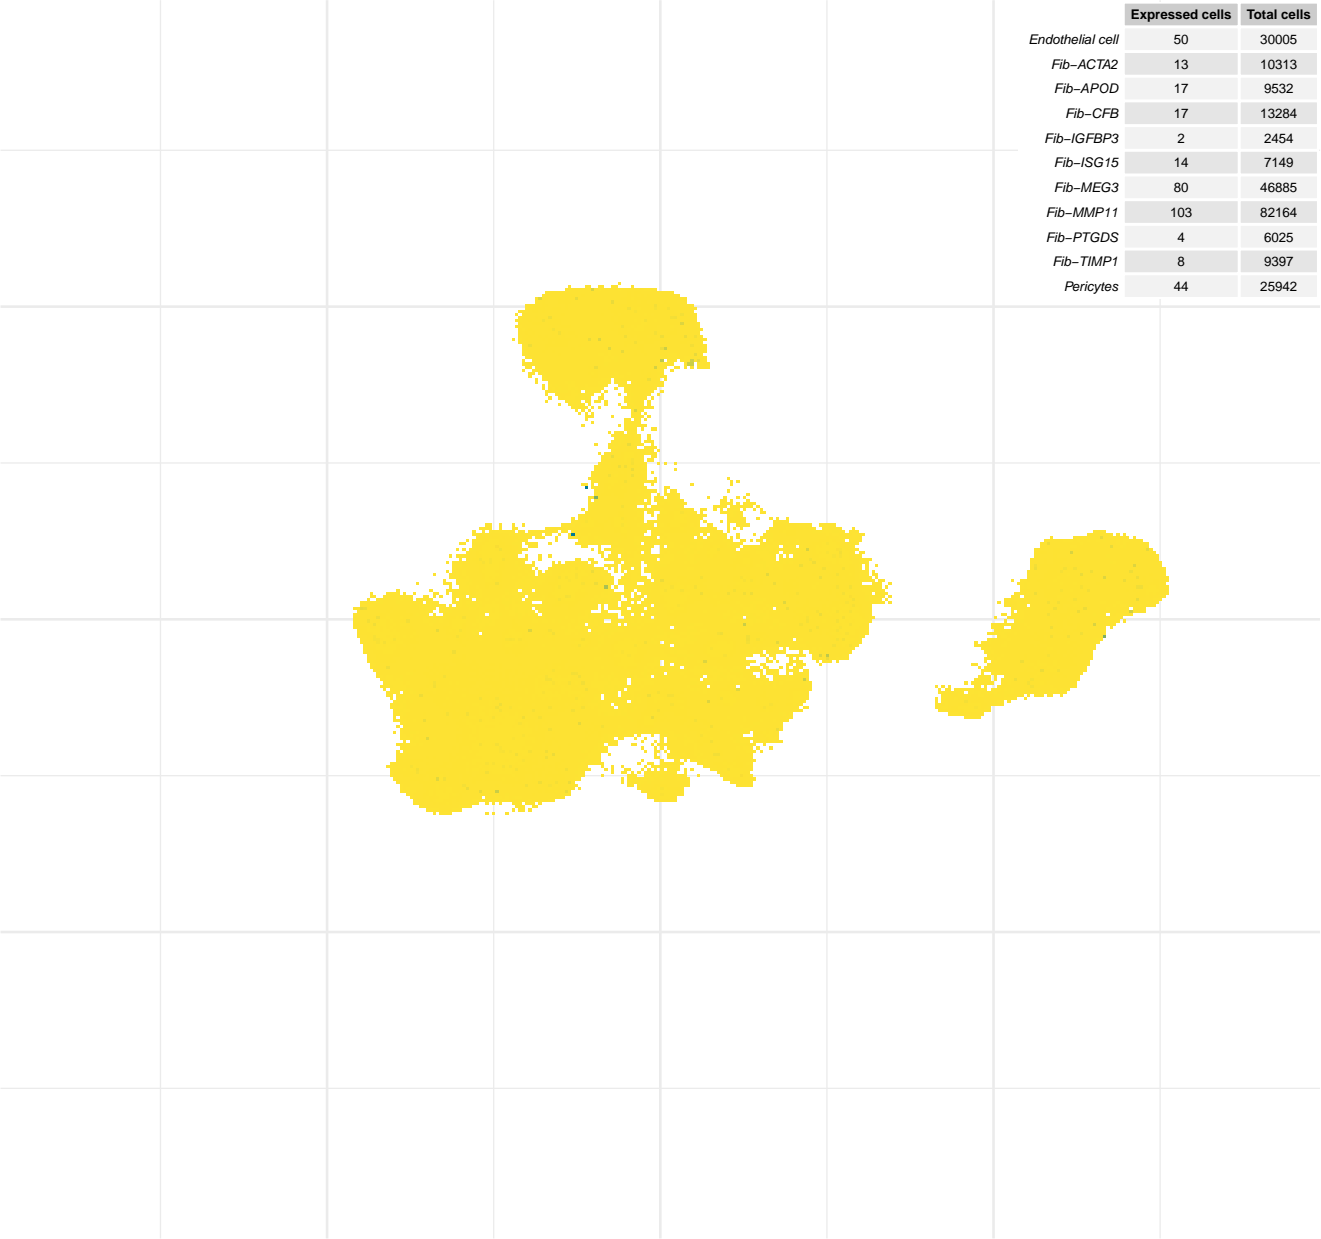 Expressed cells Total cells
Endothelial cell 50 30005
Fib−ACTA2 13 10313
Fib−APOD 17 9532
Fib−CFB 17 13284
Fib−IGFBP3 2 2454
Fib−ISG15 14 7149
Fib−MEG3 80 46885
Fib−MMP11 103 82164
Fib−PTGDS 4 6025
Fib−TIMP1 8 9397
Pericytes 44 25942